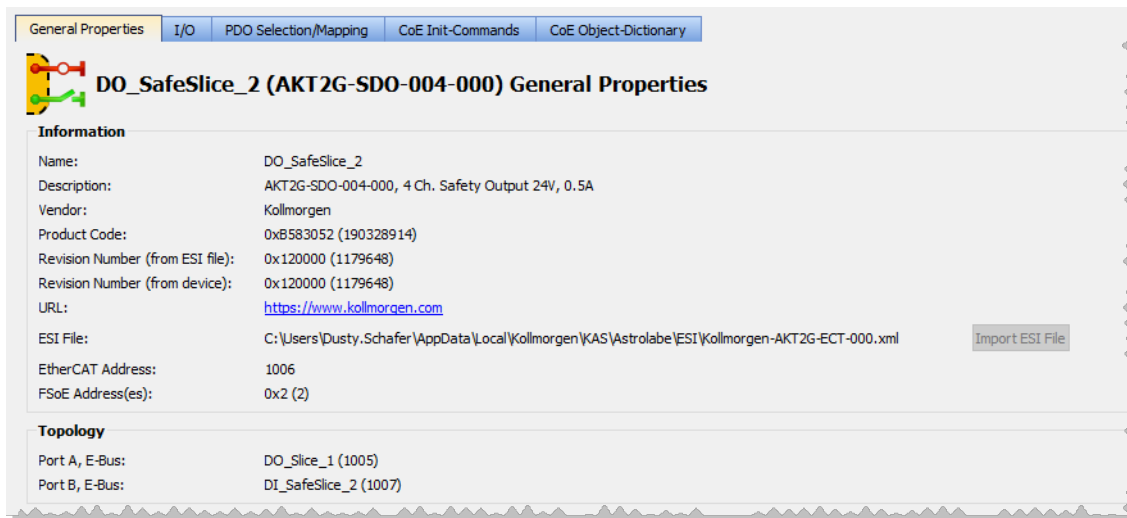 General Properties I/O PDO Selection/Mapping CoE Init-Commands CoE Object-Dictionary
DO_SafeSlice_2 (AKT2G-SDO-004-000) General Properties
Information
Name: DO_SafeSlice_2
Description: AKT2G-SDO-004-000, 4 Ch. Safety Output 24V, 0.5A
Vendor: Kollmorgen
Product Code: 0xB583052 (190328914)
Revision Number (from ESI file): 0x120000 (1179648)
Revision Number (from device): 0x120000 (1179648)
URL: https://www.kollmorgen.com
ESI File: C:\Users\Dusty.Schafer\AppData\Local\Kollmorgen\KAS\Astrolabe\ESI\Kollmorgen-AKT2G-ECT-000.xml Import ESI File
EtherCAT Address: 1006
FSoE Address(es): 0x2 (2)
Topology
Port A, E-Bus: DO_Slice_1 (1005)
Port B, E-Bus: DI_SafeSlice_2 (1007)